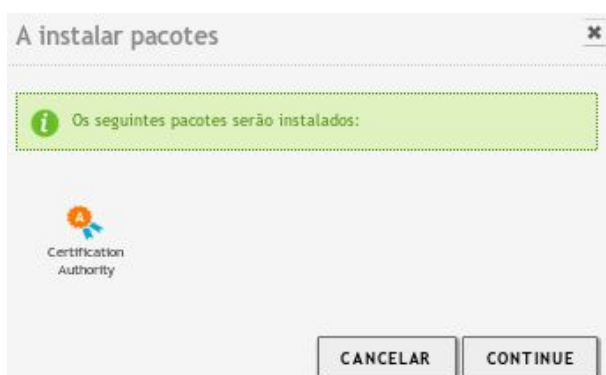 A instalar pacotes
Os seguintes pacotes serão instalados:
A
Certification
Authority
CANCELAR
CONTINUE